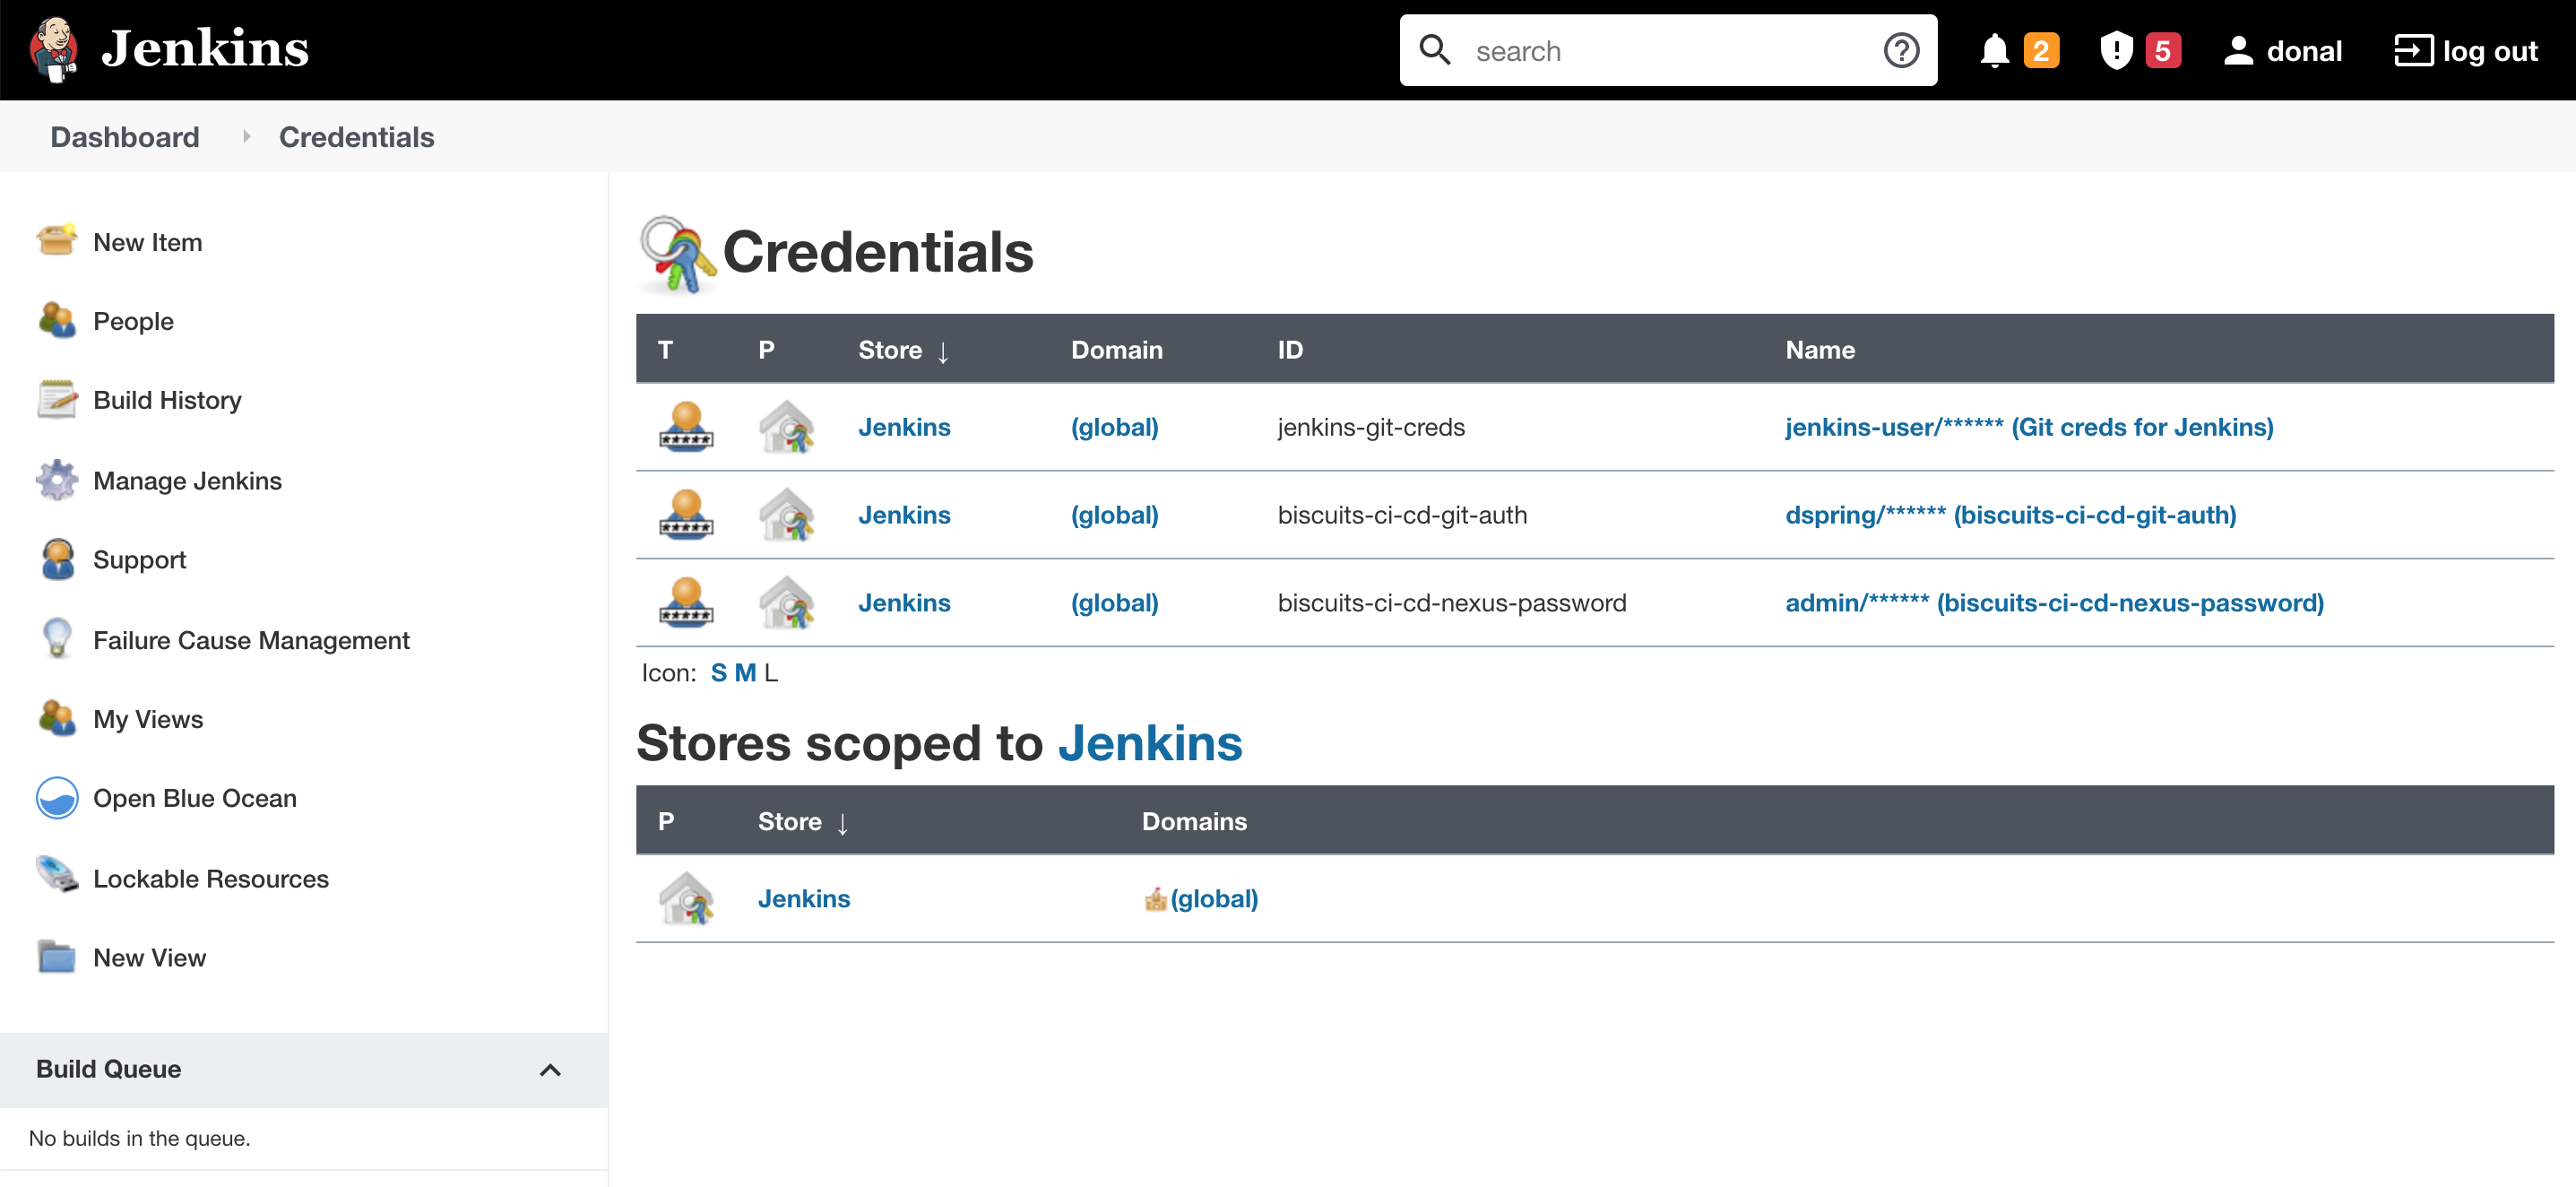 Jenkins
search
2
5
donal
log out
Dashboard
Credentials
New Item
People
Build History
Manage Jenkins
Support
Failure Cause Management
My Views
Open Blue Ocean
Lockable Resources
New View
Build Queue
No builds in the queue.
Credentials
T P Store ↓ Domain ID Name
Jenkins (global) jenkins-git-creds jenkins-user/****** (Git creds for Jenkins)
Jenkins (global) biscuits-ci-cd-git-auth dspring/****** (biscuits-ci-cd-git-auth)
Jenkins (global) biscuits-ci-cd-nexus-password admin/****** (biscuits-ci-cd-nexus-password)
Icon: S M L
Stores scoped to Jenkins
P Store ↓ Domains
Jenkins (global)